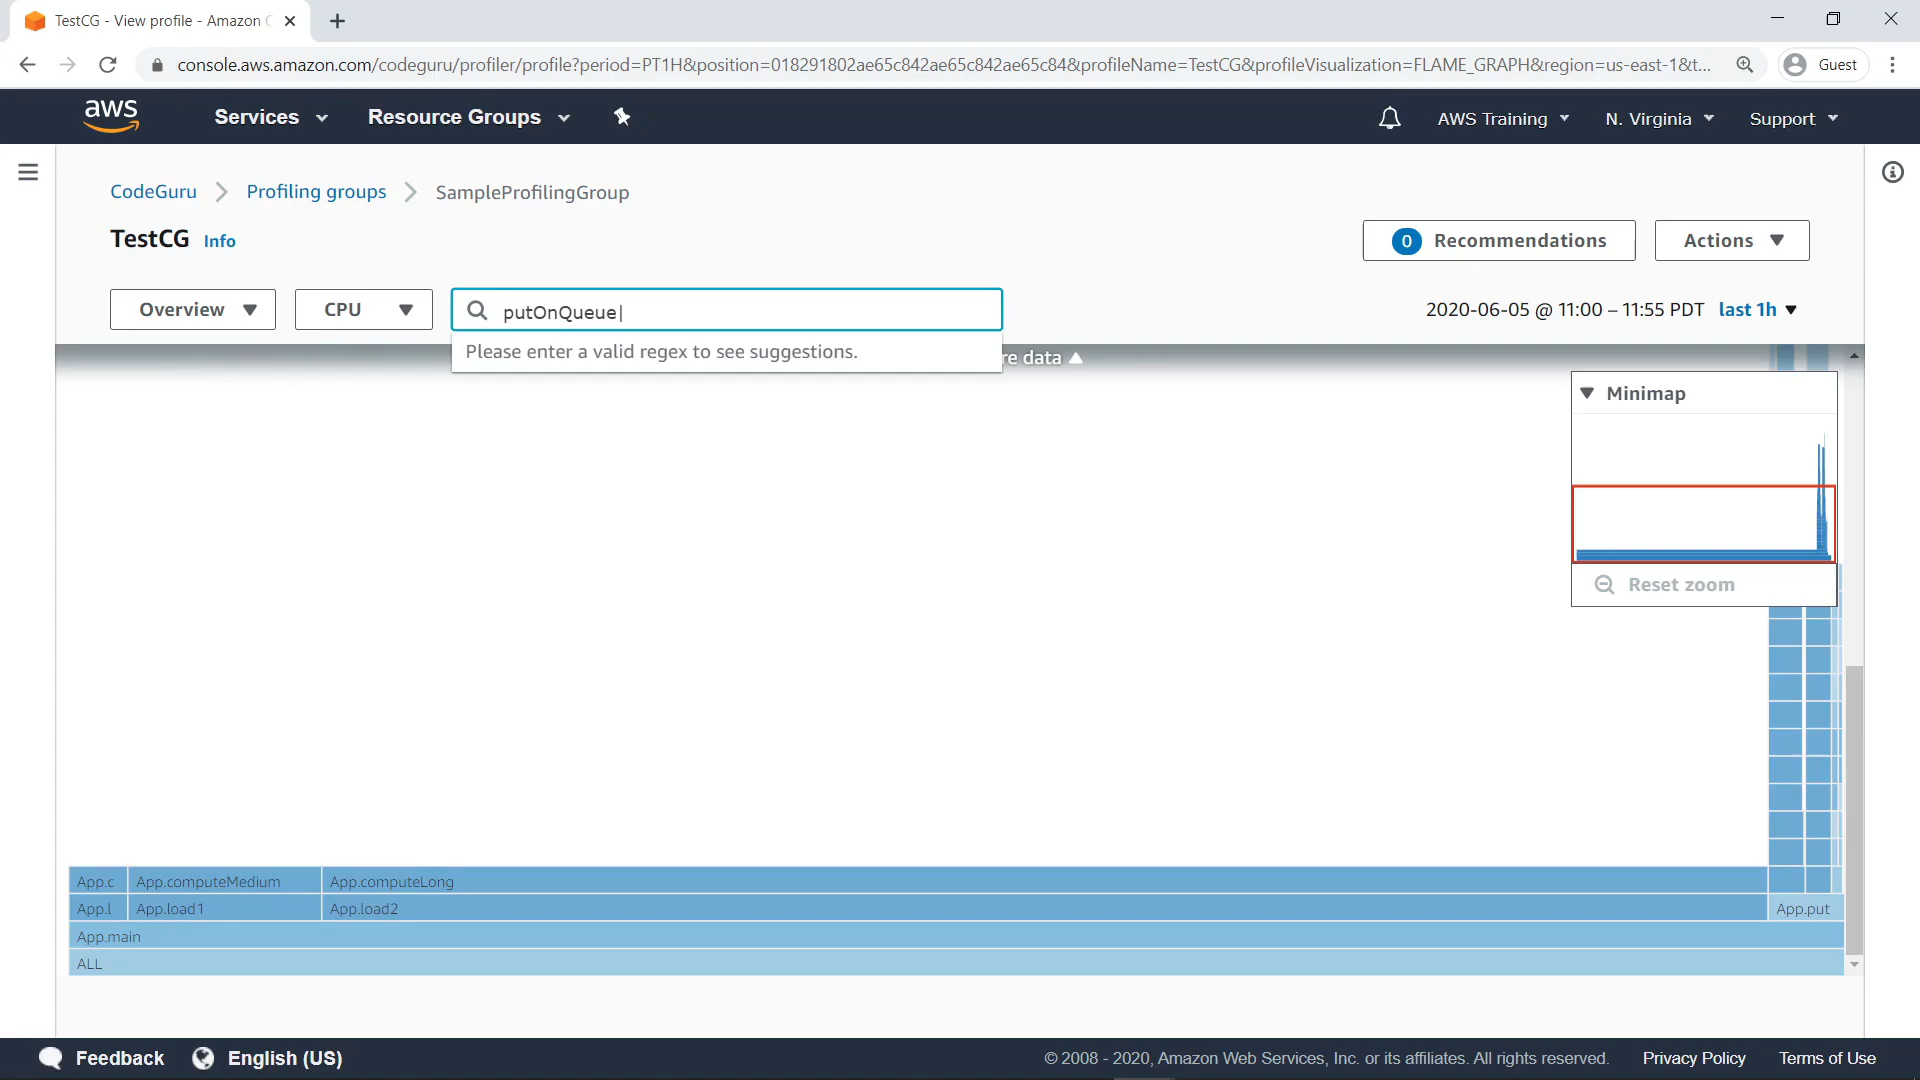 TestCG - View profile - Amazon C
console.aws.amazon.com/codeguru/profiler/profile?period=PT1H&position=018291802ae65c842ae65c842ae65c84&profileName=TestCG&profileVisualization=FLAME_GRAPH&region=us-east-1&t...
Guest
aws
Services
Resource Groups
AWS Training
N. Virginia
Support
CodeGuru
Profiling groups
SampleProfilingGroup
TestCG
Info
0 Recommendations
Actions
Overview
CPU
putOnQueue|
2020-06-05 @ 11:00 – 11:55 PDT
last 1h
Please enter a valid regex to see suggestions.
re data
Minimap
Reset zoom
App.c
App.computeMedium
App.computeLong
App.l
App.load1
App.load2
App.put
App.main
ALL
Feedback
English (US)
© 2008 - 2020, Amazon Web Services, Inc. or its affiliates. All rights reserved.
Privacy Policy
Terms of Use